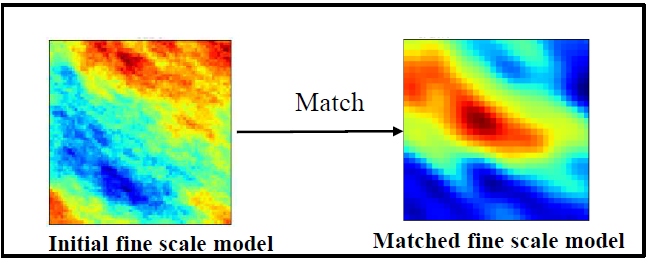 Match
Initial fine scale model
Matched fine scale model